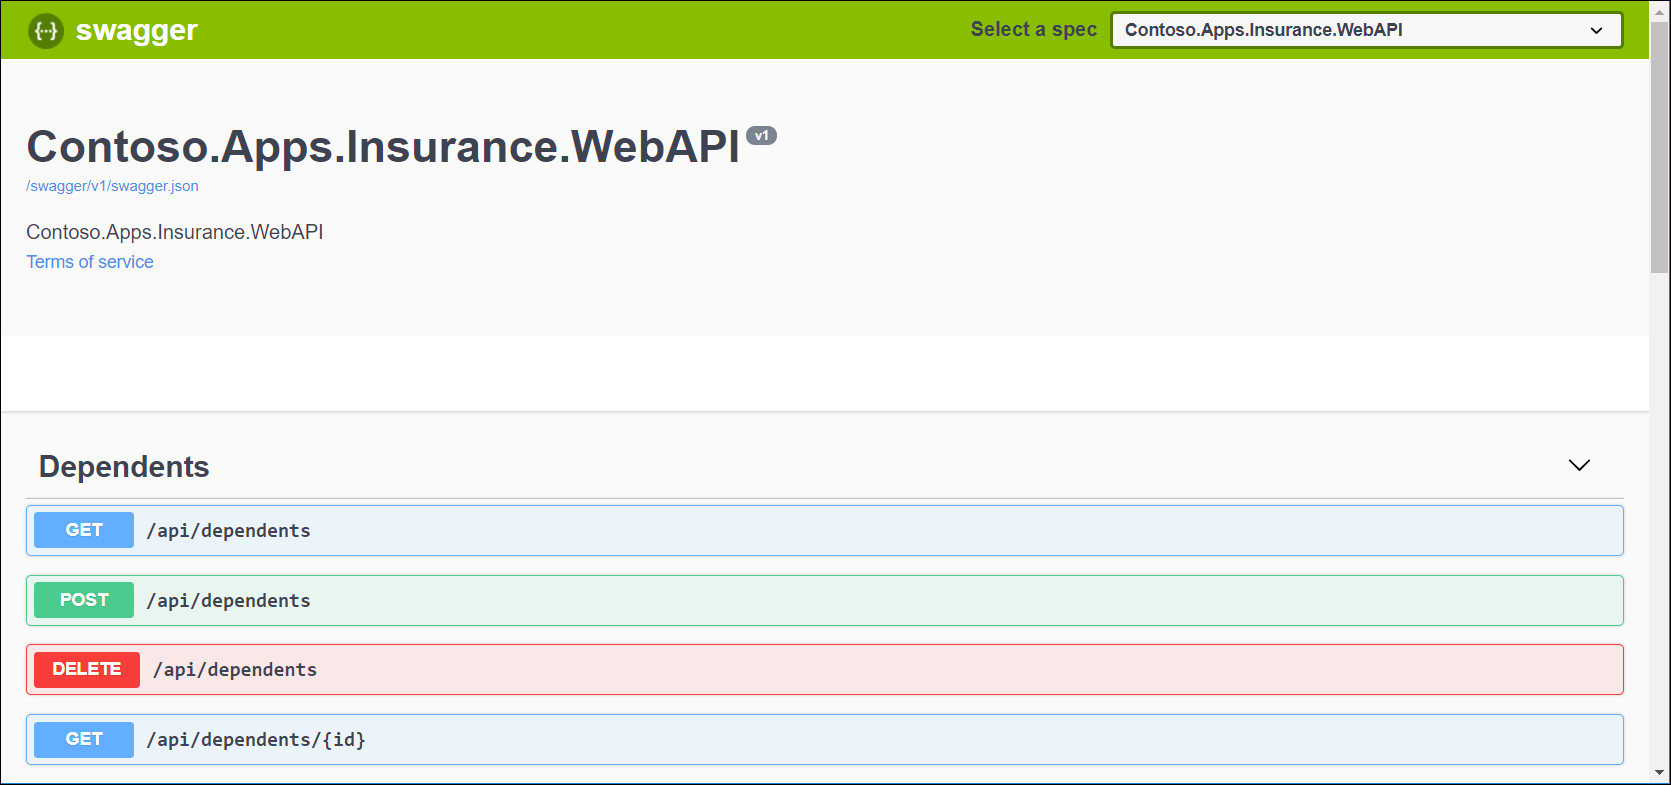 {···} swagger
Select a spec
Contoso.Apps.Insurance.WebAPI
Contoso.Apps.Insurance.WebAPI v1
/swagger/v1/swagger.json
Contoso.Apps.Insurance.WebAPI
Terms of service
Dependents
GET /api/dependents
POST /api/dependents
DELETE /api/dependents
GET /api/dependents/{id}